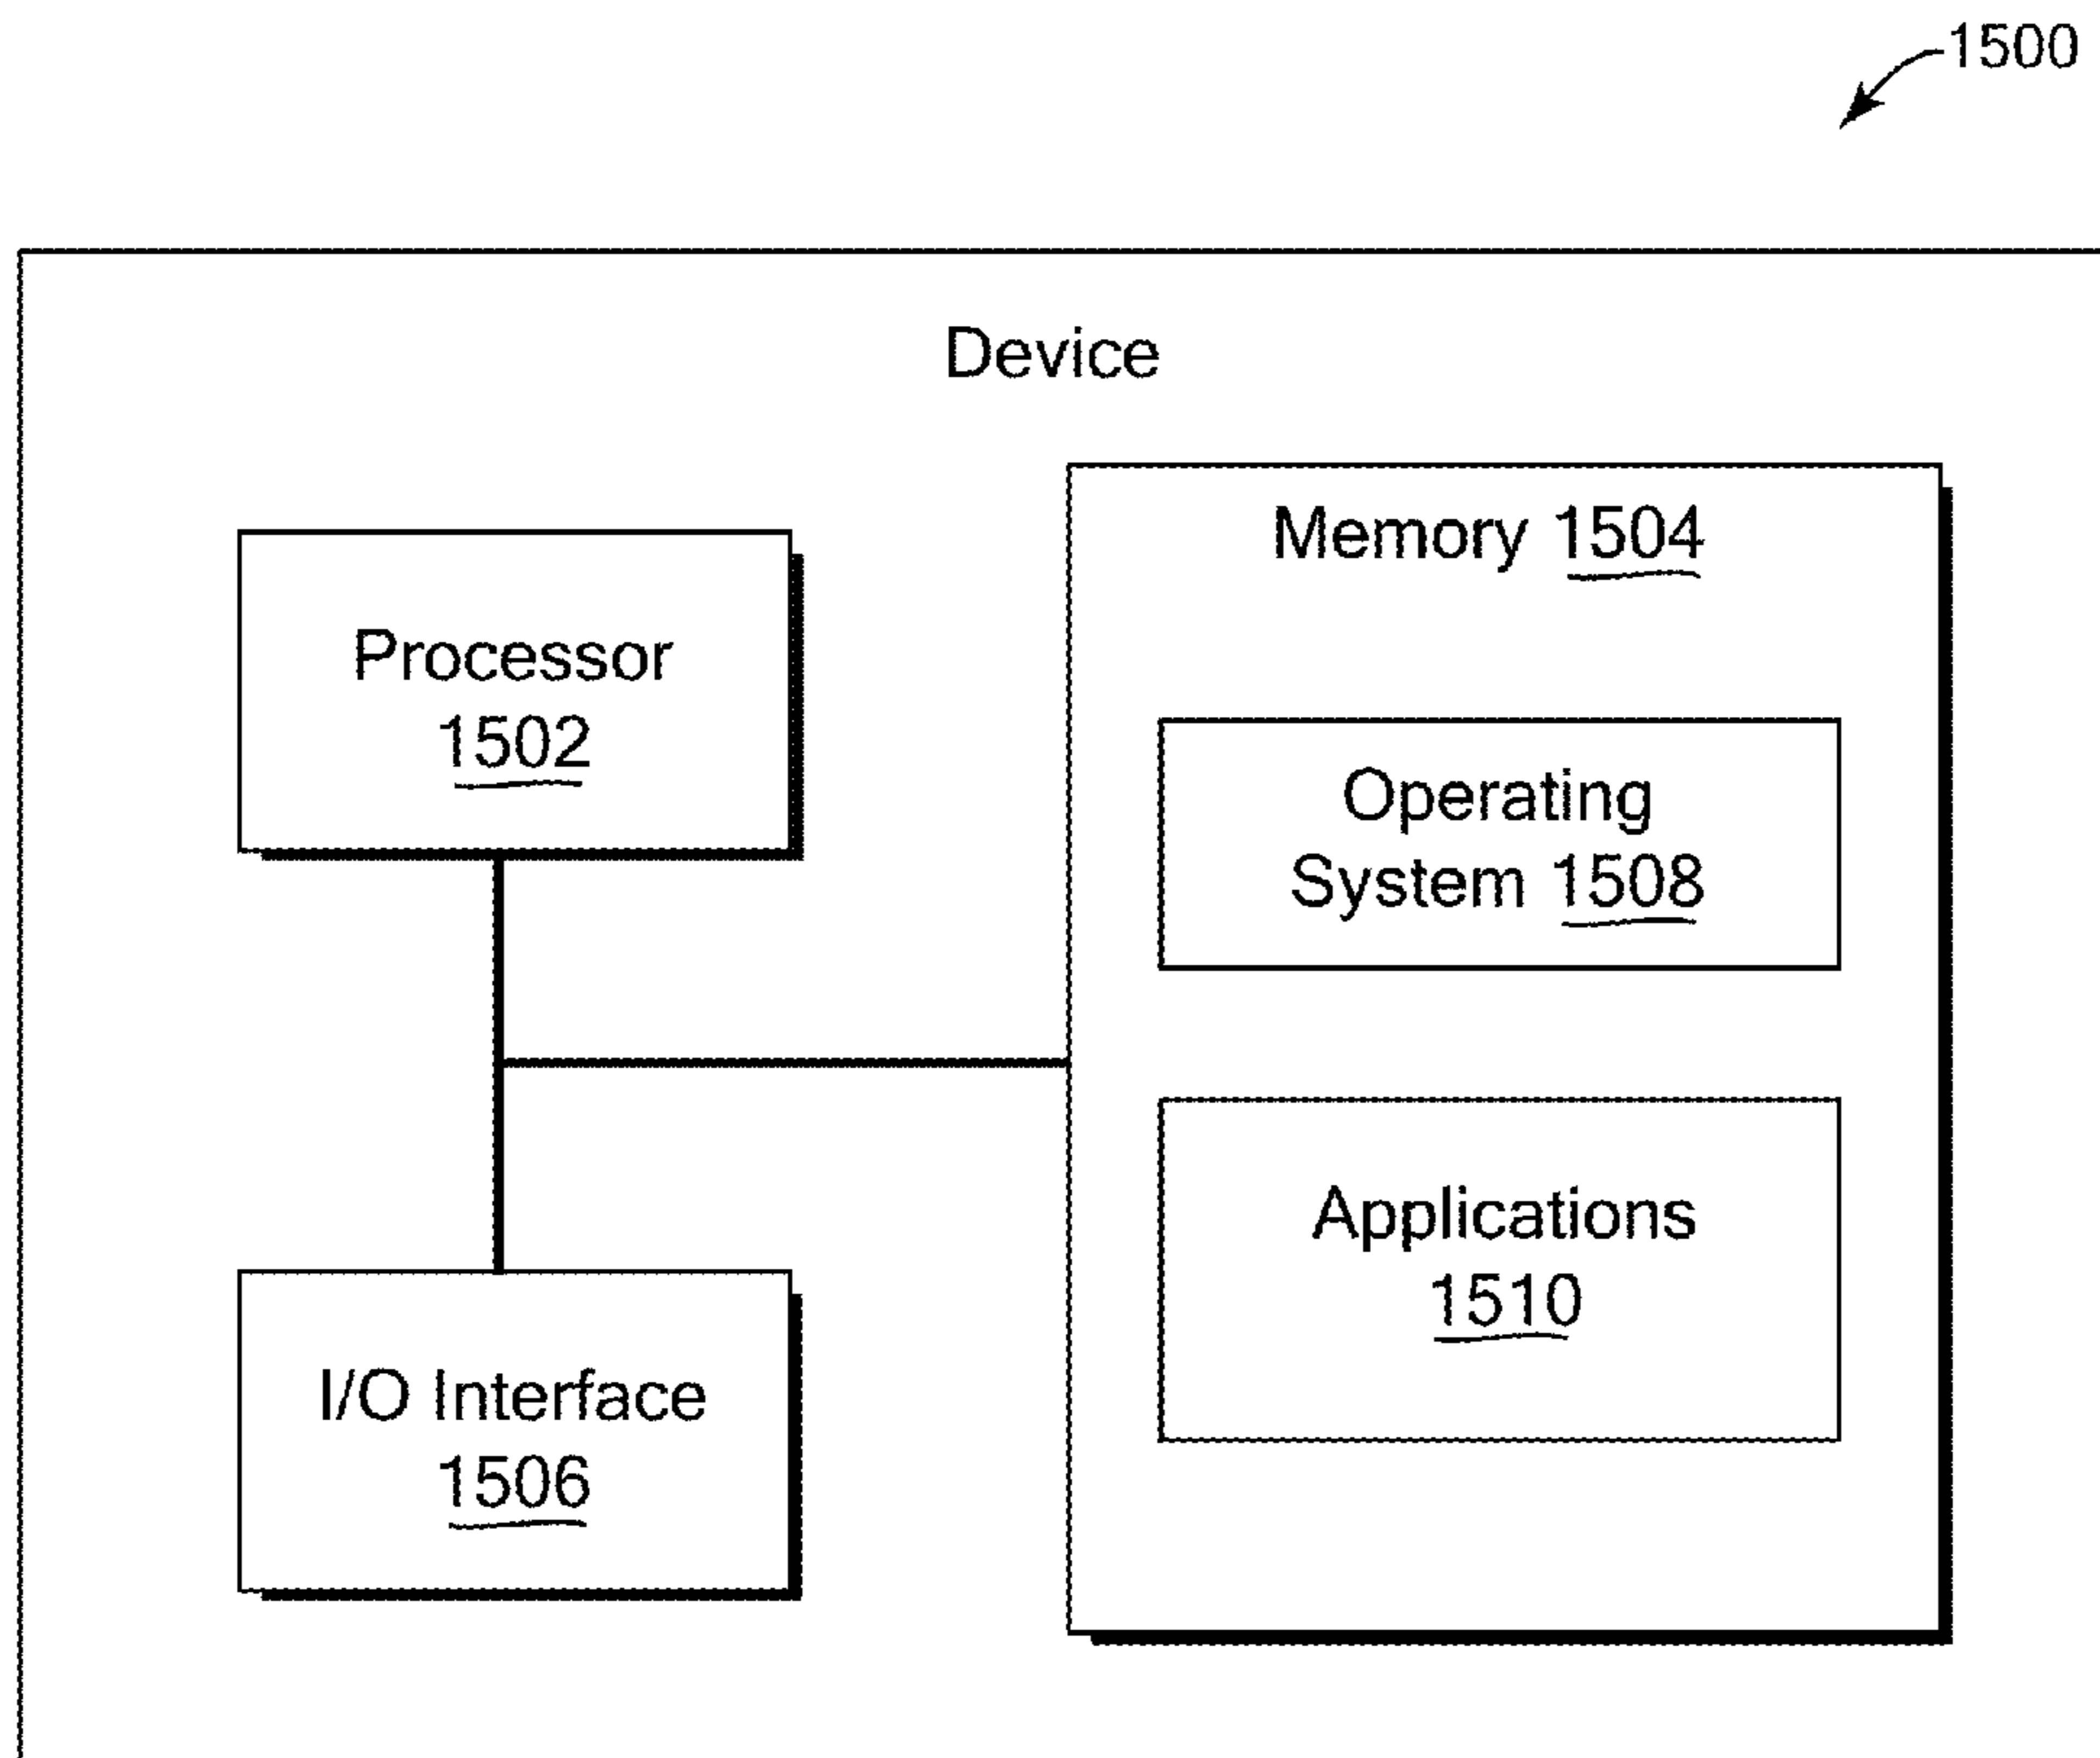 1500
Device
Processor
1502
Memory 1504
Operating
System 1508
Applications
1510
I/O Interface
1506